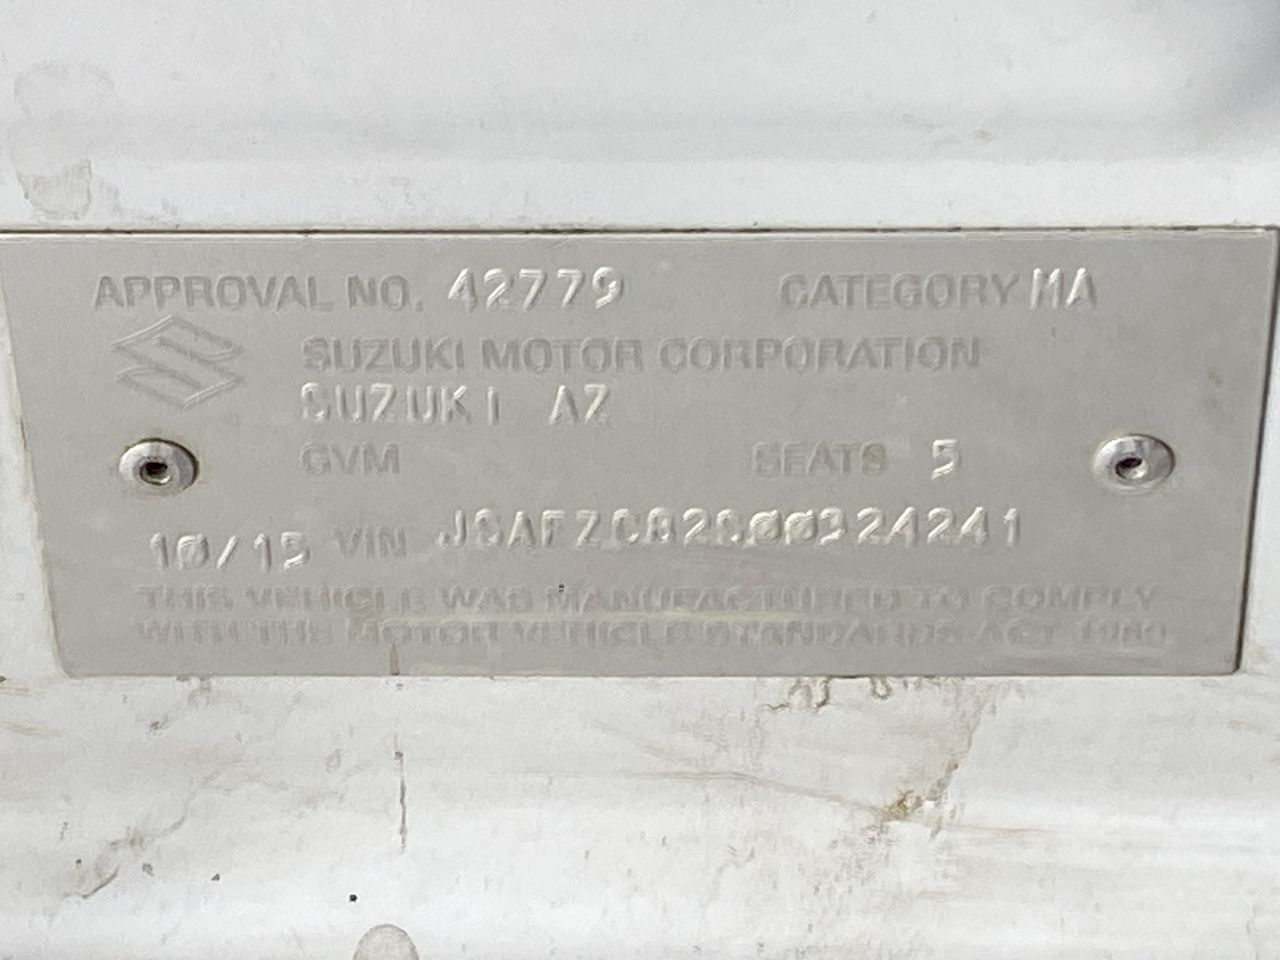 APPROVAL NO. 42779 CATEGORY MA
SUZUKI MOTOR CORPORATION
SUZUKI AZ
GVM SEATS 5
10/15 VIN JSAFZC82S00324241
THIS VEHICLE WAS MANUFACTURED TO COMPLY
WITH THE MOTOR VEHICLE STANDARDS ACT 1989